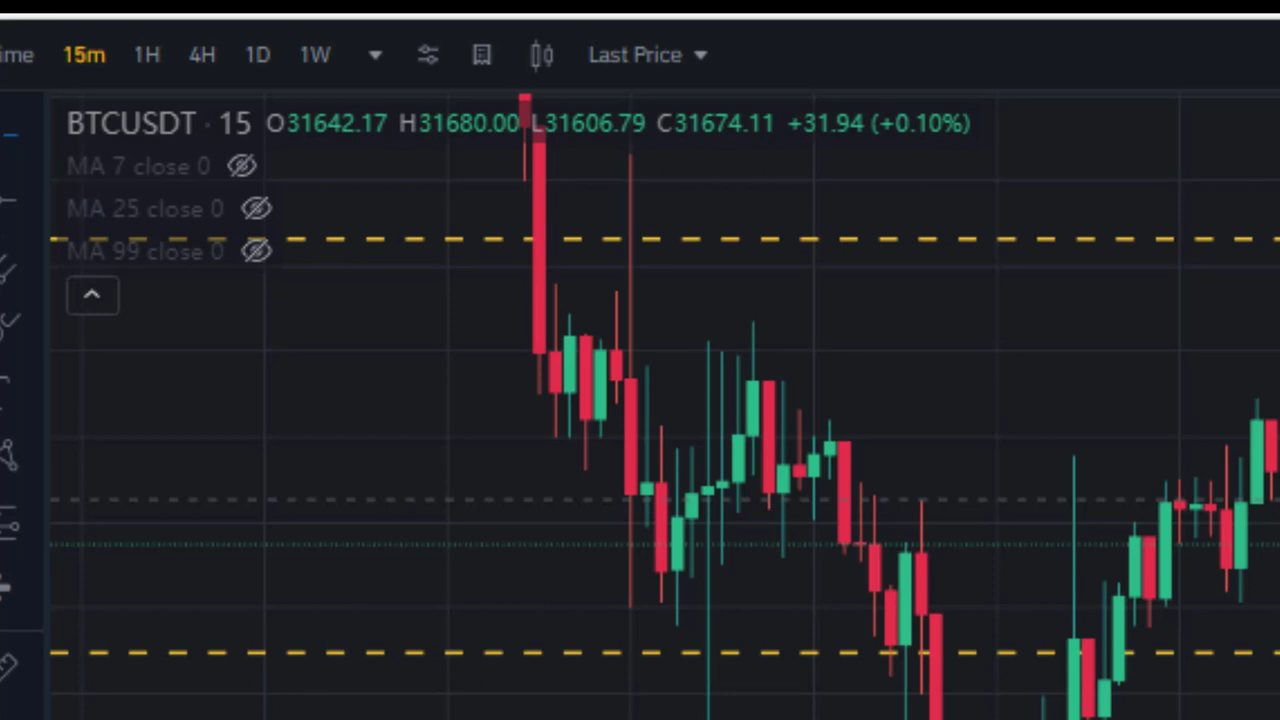 ime 15m 1H 4H 1D 1W Last Price
BTCUSDT · 15 O31642.17 H31680.00 L31606.79 C31674.11 +31.94 (+0.10%)
MA 7 close 0
MA 25 close 0
MA 99 close 0